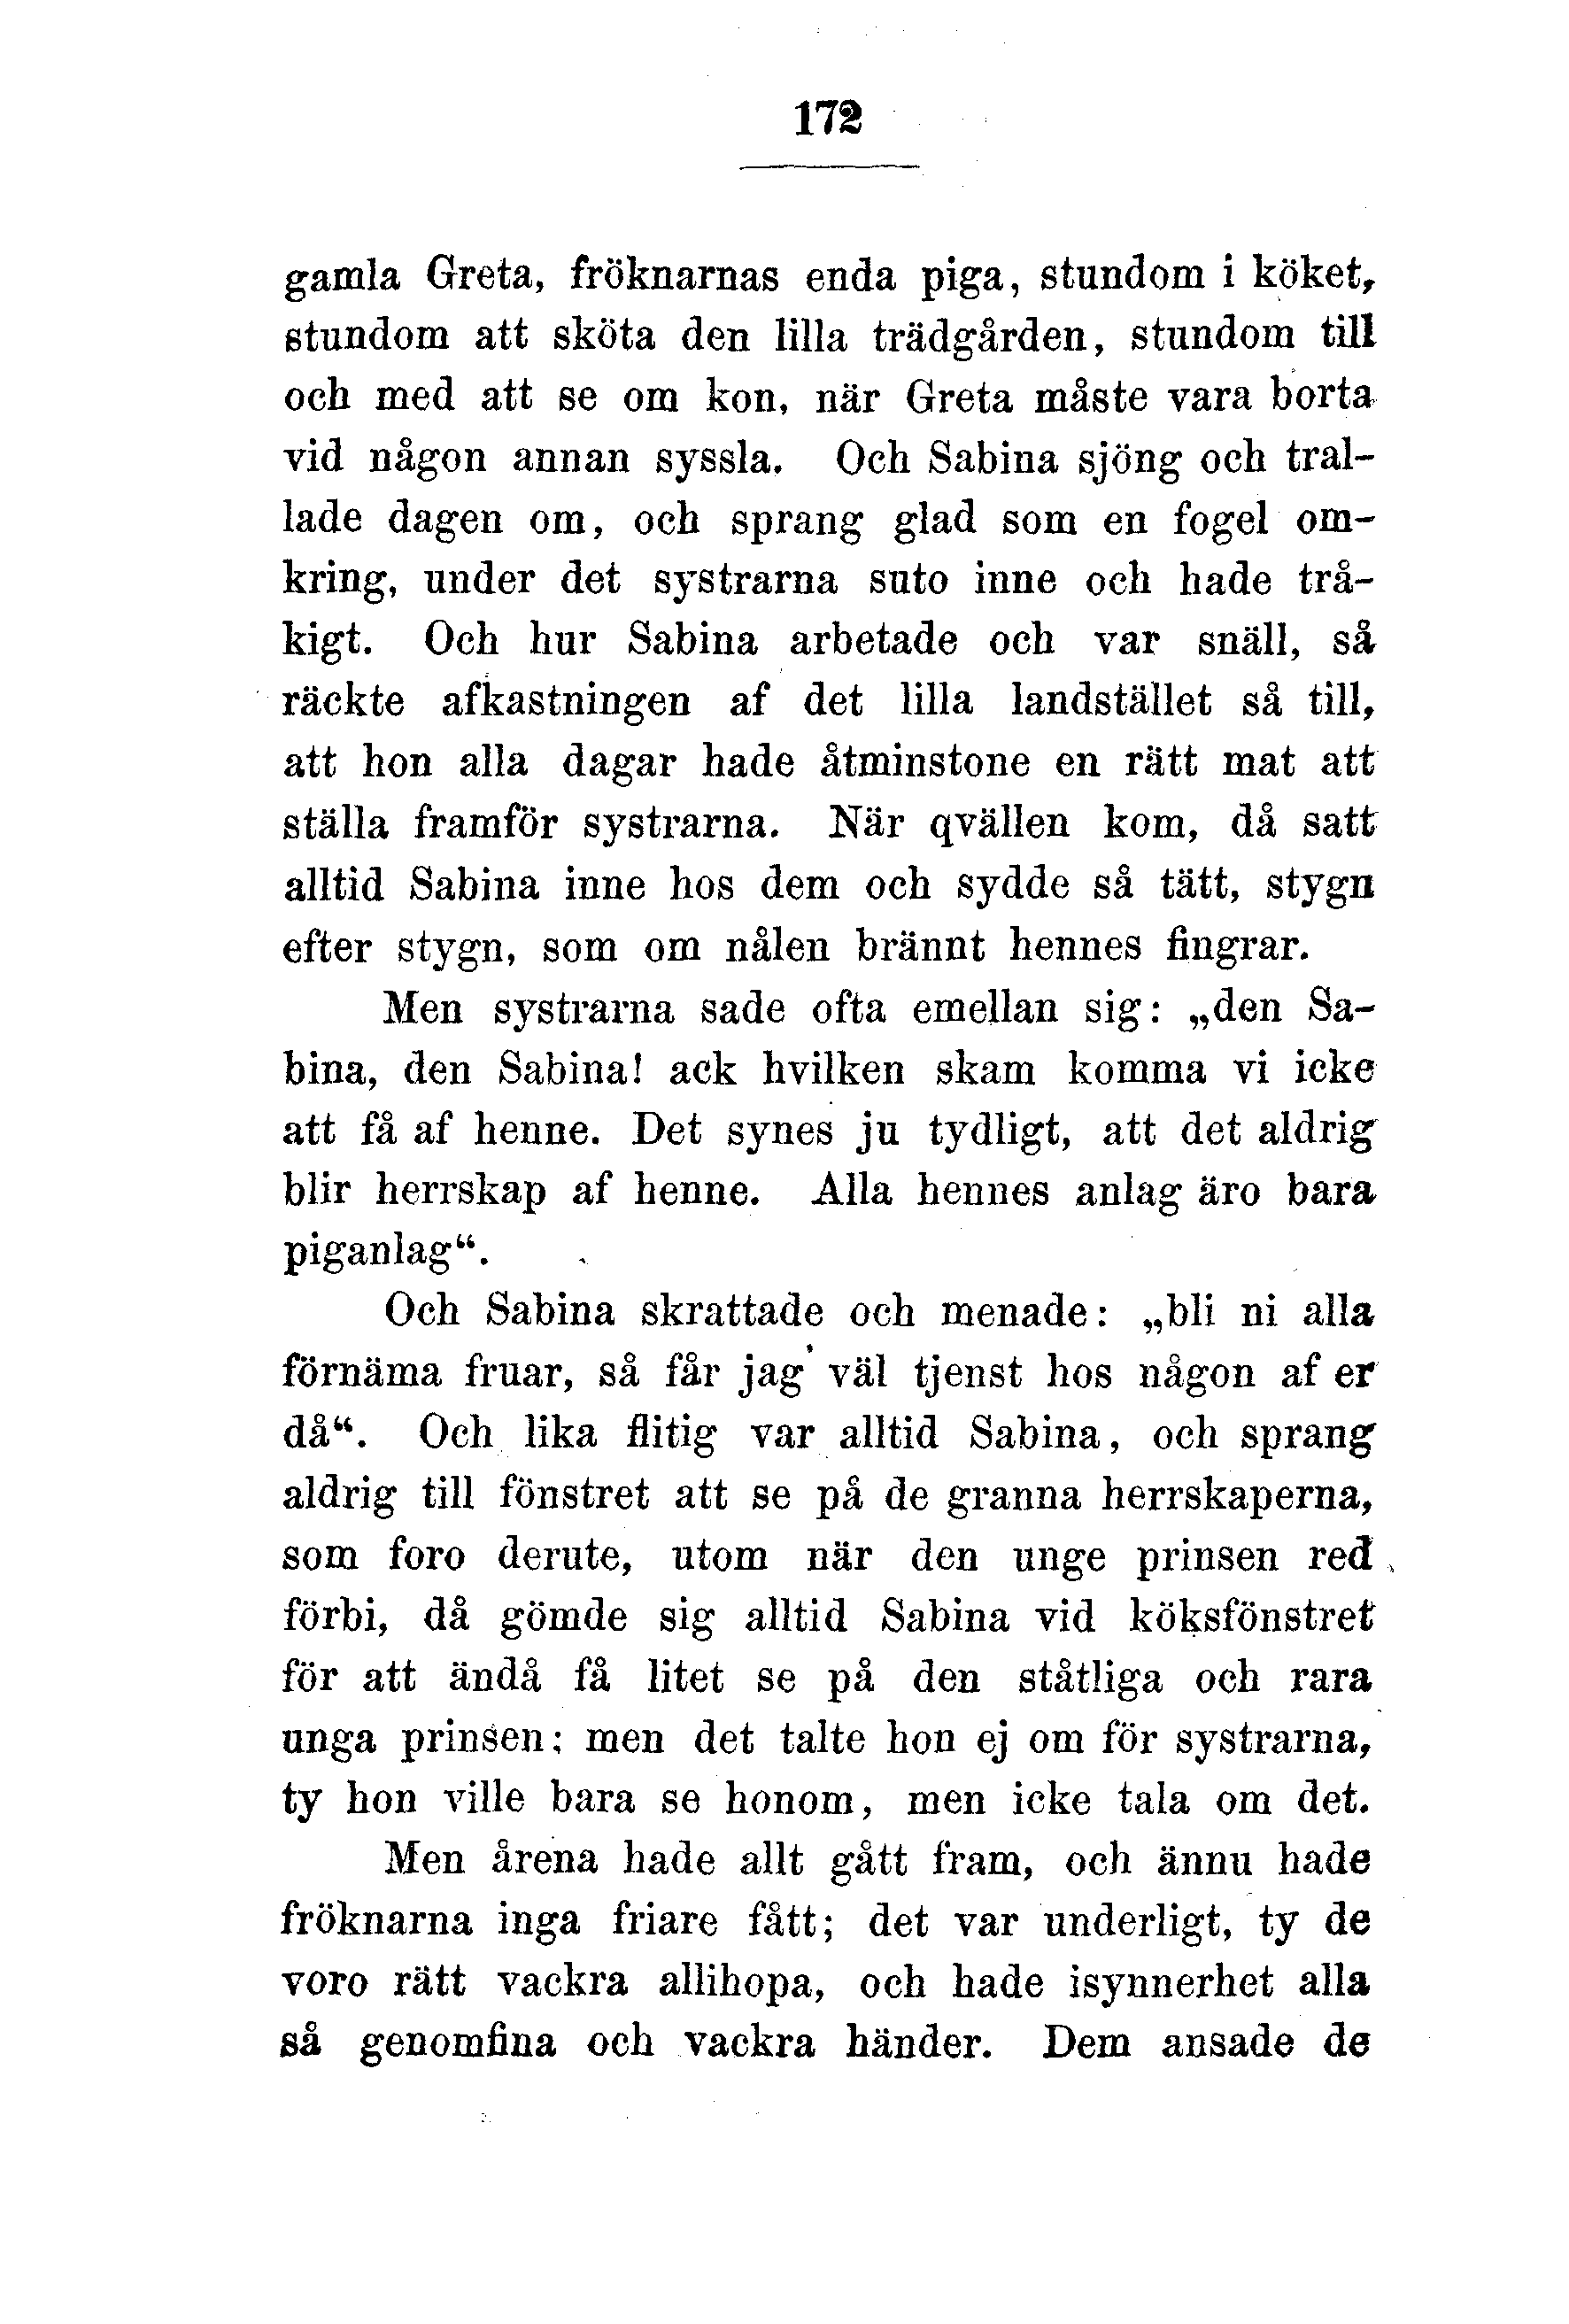 172
gamla Greta, fröknarnas enda piga, stundom i köket,
stundom att sköta den lilla trädgården, stundom till
och med att se om kon, när Greta måste vara borta
vid någon annan syssla. Och Sabina sjöng och tral-
lade dagen om, och sprang glad som en fogel om-
kring, under det systrarna suto inne och hade trå-
kigt. Och hur Sabina arbetade och var snäll, så
räckte afkastningen af det lilla landstället så till,
att hon alla dagar hade åtminstone en rätt mat att
ställa framför systrarna. När qvällen kom, då satt
alltid Sabina inne hos dem och sydde så tätt, stygn
efter stygn, som om nålen brännt hennes fingrar.
Men systrarna sade ofta emellan sig: „den Sa-
bina, den Sabina! ack hvilken skam komma vi icke
att få af henne. Det synes ju tydligt, att det aldrig
blir herrskap af henne. Alla hennes anlag äro bara
piganlag“.
Och Sabina skrattade och menade: „bli ni alla
förnäma fruar, så får jag väl tjenst hos någon af er
då“. Och lika flitig var alltid Sabina, och sprang
aldrig till fönstret att se på de granna herrskaperna,
som foro derute, utom när den unge prinsen red
förbi, då gömde sig alltid Sabina vid köksfönstret
för att ändå få litet se på den ståtliga och rara
unga prinsen; men det talte hon ej om för systrarna,
ty hon ville bara se honom, men icke tala om det.
Men årena hade allt gått fram, och ännu hade
fröknarna inga friare fått; det var underligt, ty de
voro rätt vackra allihopa, och hade isynnerhet alla
så genomfina och vackra händer. Dem ansade de